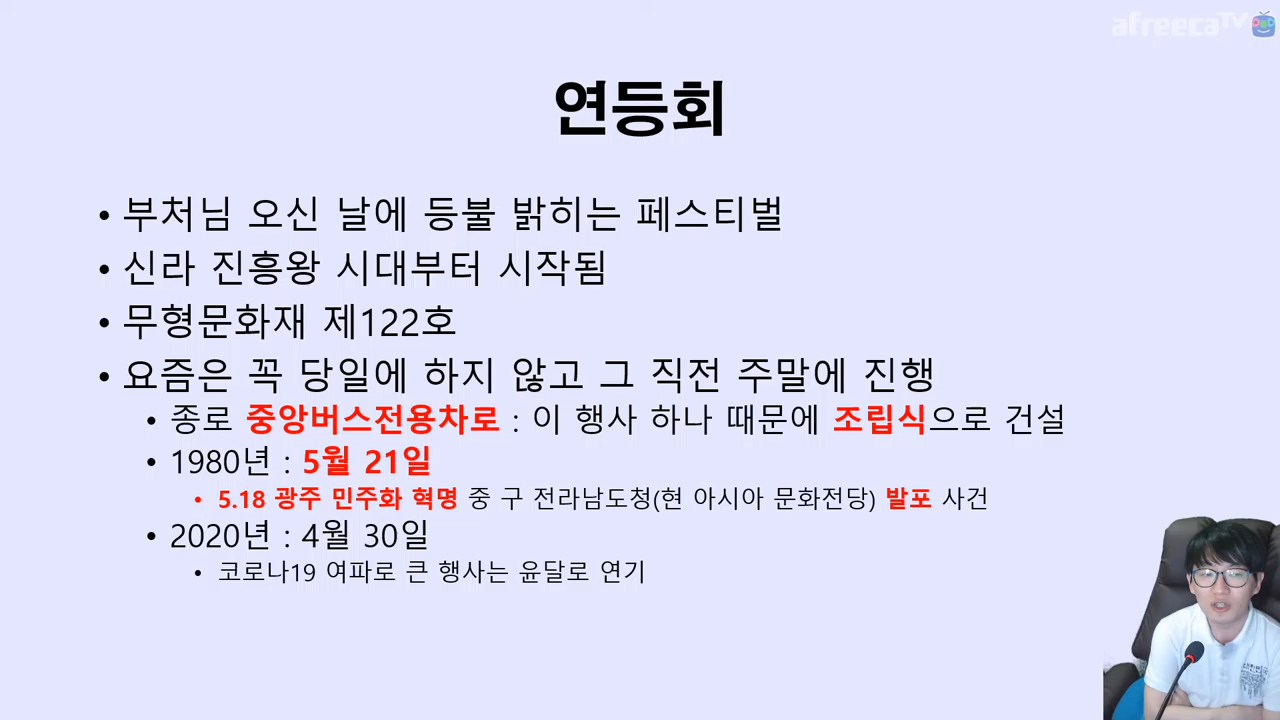 afreecaTV
연등회
• 부처님 오신 날에 등불 밝히는 페스티벌
• 신라 진흥왕 시대부터 시작됨
• 무형문화재 제122호
• 요즘은 꼭 당일에 하지 않고 그 직전 주말에 진행
• 종로 중앙버스전용차로 : 이 행사 하나 때문에 조립식으로 건설
• 1980년 : 5월 21일
• 5.18 광주 민주화 혁명 중 구 전라남도청(현 아시아 문화전당) 발포 사건
• 2020년 : 4월 30일
• 코로나19 여파로 큰 행사는 윤달로 연기